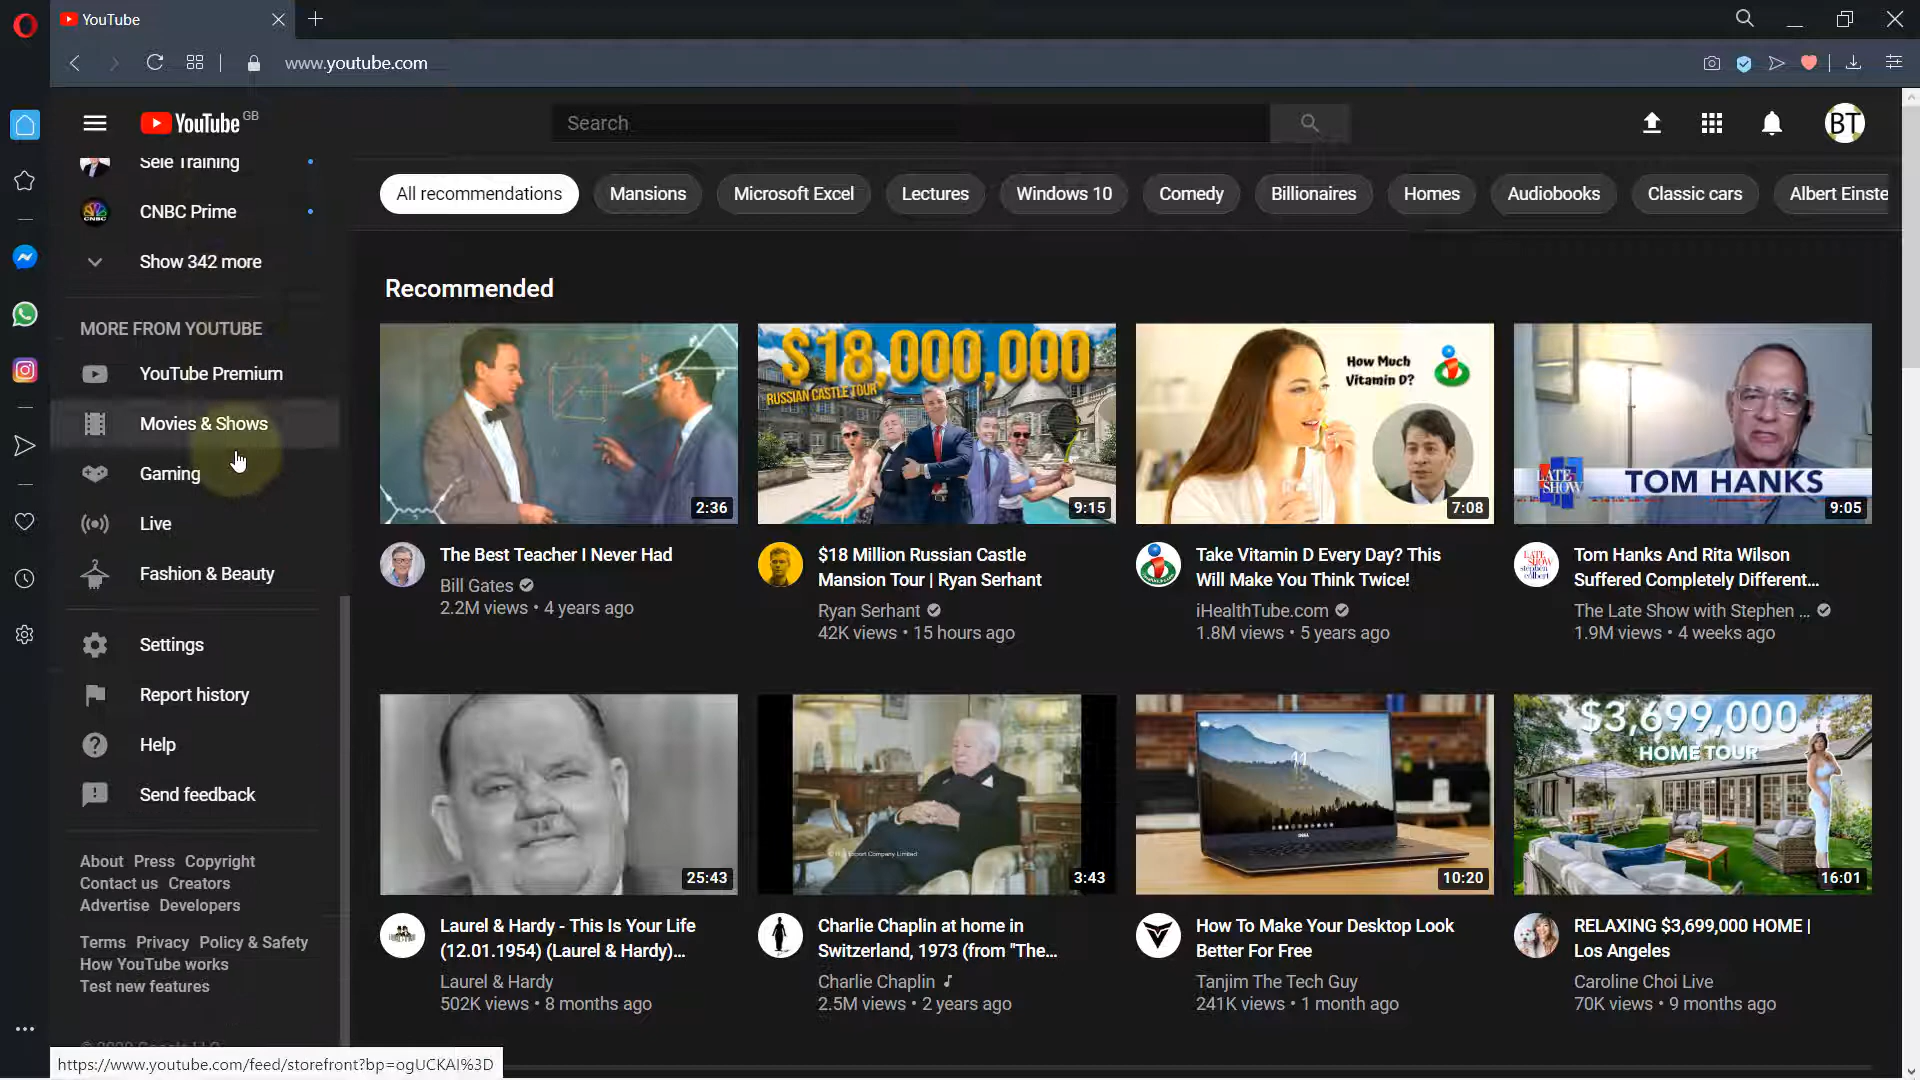 YouTube
www.youtube.com
YouTube GB
Search
BT
Sele Training
CNBC Prime
Show 342 more
MORE FROM YOUTUBE
YouTube Premium
Movies & Shows
Gaming
Live
Fashion & Beauty
Settings
Report history
Help
Send feedback
About Press Copyright
Contact us Creators
Advertise Developers
Terms Privacy Policy & Safety
How YouTube works
Test new features
© 2020 Google LLC
https://www.youtube.com/feed/storefront?bp=ogUCKAI%3D
All recommendations
Mansions
Microsoft Excel
Lectures
Windows 10
Comedy
Billionaires
Homes
Audiobooks
Classic cars
Albert Einste
Recommended
2:36
The Best Teacher I Never Had
Bill Gates
2.2M views • 4 years ago
$18,000,000
RUSSIAN CASTLE TOUR
9:15
$18 Million Russian Castle
Mansion Tour | Ryan Serhant
Ryan Serhant
42K views • 15 hours ago
How Much
Vitamin D?
7:08
Take Vitamin D Every Day? This
Will Make You Think Twice!
iHealthTube.com
1.8M views • 5 years ago
LATE
SHOW
TOM HANKS
9:05
Tom Hanks And Rita Wilson
Suffered Completely Different...
The Late Show with Stephen ...
1.9M views • 4 weeks ago
25:43
Laurel & Hardy - This Is Your Life
(12.01.1954) (Laurel & Hardy)...
Laurel & Hardy
502K views • 8 months ago
3:43
Charlie Chaplin at home in
Switzerland, 1973 (from "The...
Charlie Chaplin
2.5M views • 2 years ago
DELL
10:20
How To Make Your Desktop Look
Better For Free
Tanjim The Tech Guy
241K views • 1 month ago
$3,699,000
HOME TOUR
16:01
RELAXING $3,699,000 HOME |
Los Angeles
Caroline Choi Live
70K views • 9 months ago